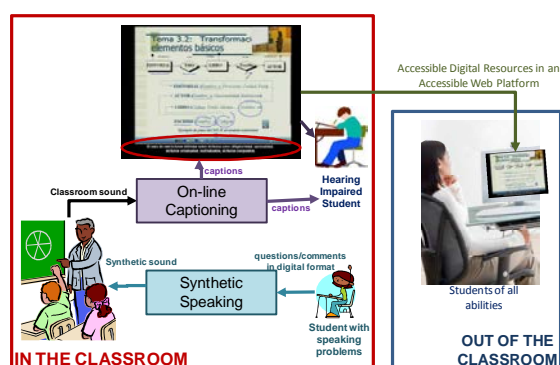 Tema 3.2: Transformaci
elementos básicos
Accessible Digital Resources in an
Accessible Web Platform
captions
Classroom sound
On-line
Captioning
captions
Hearing
Impaired
Student
Synthetic sound
Synthetic
Speaking
questions/comments
in digital format
Student with
speaking
problems
Students of all
abilities
IN THE CLASSROOM
OUT OF THE
CLASSROOM